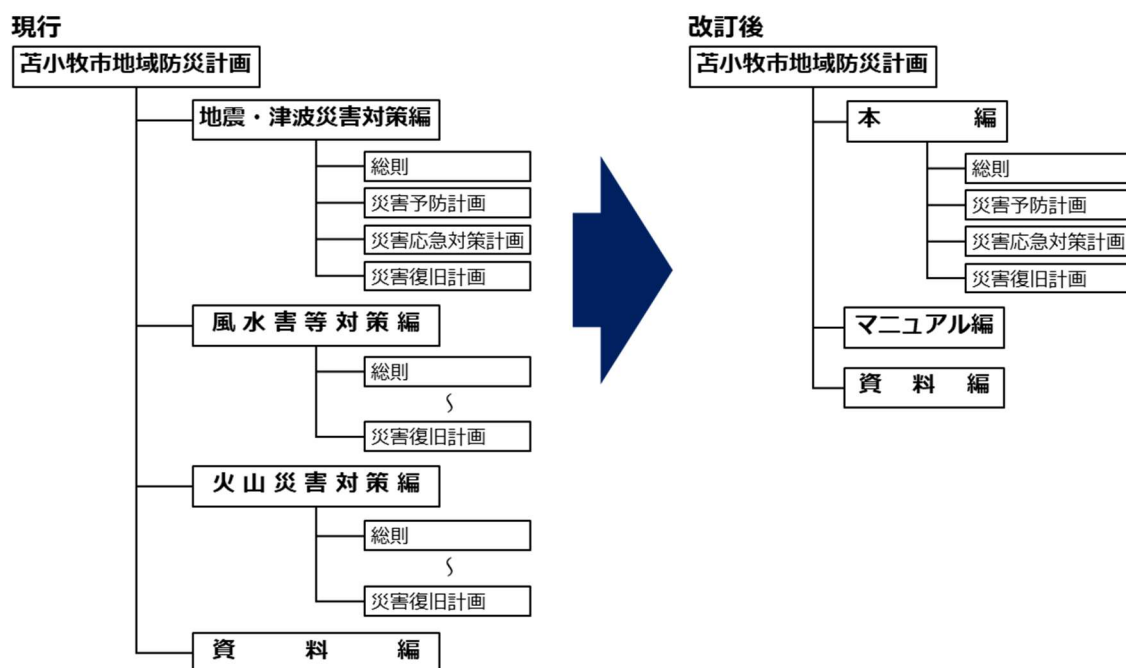 現行
苫小牧市地域防災計画
地震・津波災害対策編
総則
災害予防計画
災害応急対策計画
災害復旧計画
風水害等対策編
総則
〜
災害復旧計画
火山災害対策編
総則
〜
災害復旧計画
資料編
改訂後
苫小牧市地域防災計画
本編
総則
災害予防計画
災害応急対策計画
災害復旧計画
マニュアル編
資料編